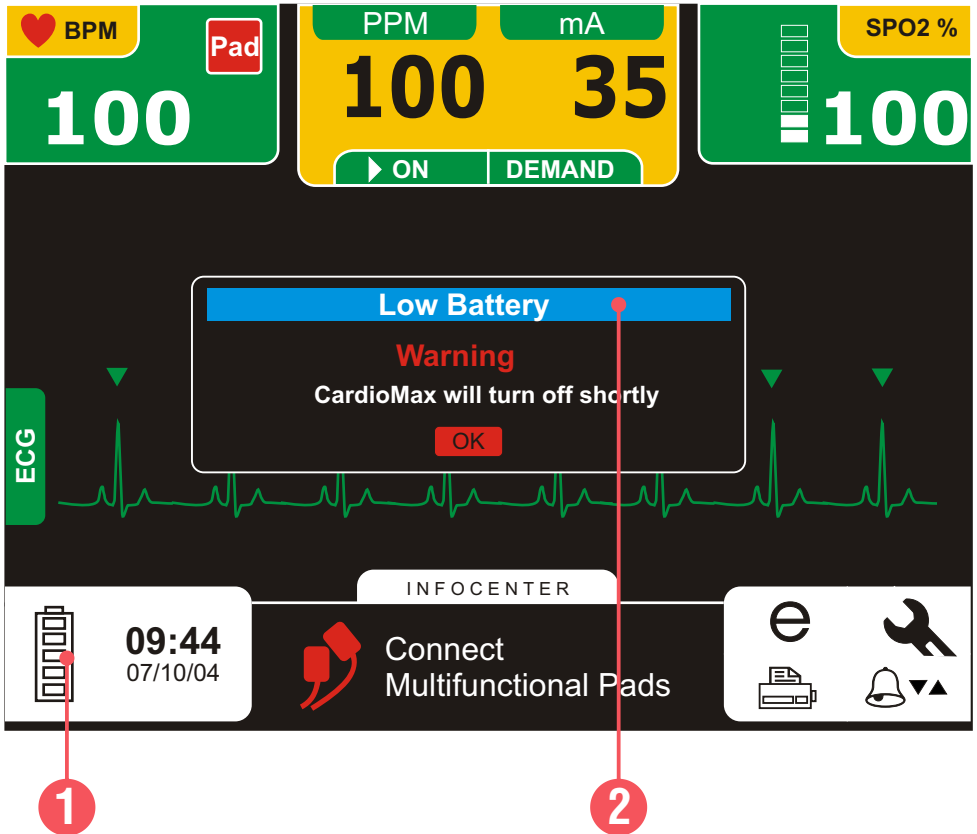 BPM
Pad
100
PPM
mA
100
35
ON
DEMAND
SPO2 %
100
Low Battery
Warning
CardioMax will turn off shortly
OK
ECG
INFOCENTER
09:44
07/10/04
Connect
Multifunctional Pads
e
1
2